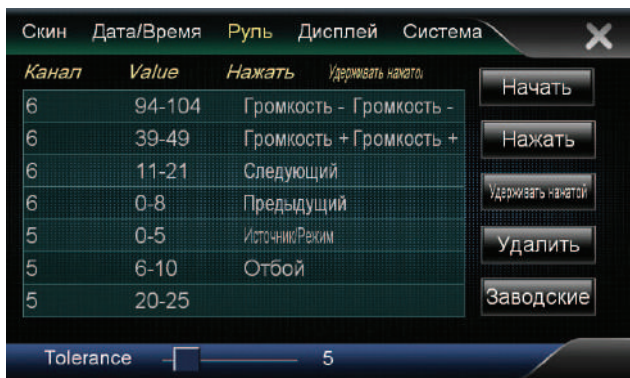 Скин Дата/Время Руль Дисплей Система
Канал Value Нажать Удерживать нажатой
6 94-104 Громкость - Громкость -
6 39-49 Громкость + Громкость +
6 11-21 Следующий
6 0-8 Предыдущий
5 0-5 Источник/Режим
5 6-10 Отбой
5 20-25
Начать
Нажать
Удерживать нажатой
Удалить
Заводские
Tolerance 5